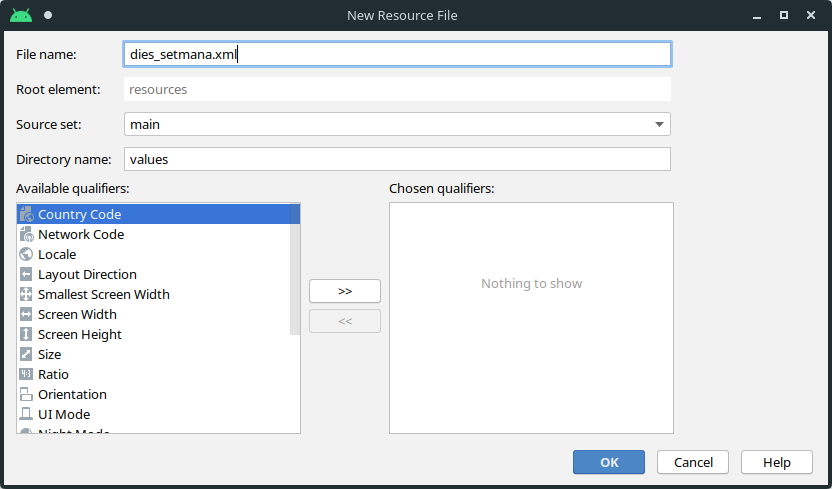 New Resource File
File name: dies_setmana.xml
Root element: resources
Source set: main
Directory name: values
Available qualifiers: Chosen qualifiers:
Country Code
Network Code
Locale
Layout Direction
Smallest Screen Width
Screen Width
Screen Height
Size
Ratio
Orientation
UI Mode
Night Mode
Nothing to show
>>
<<
OK Cancel Help